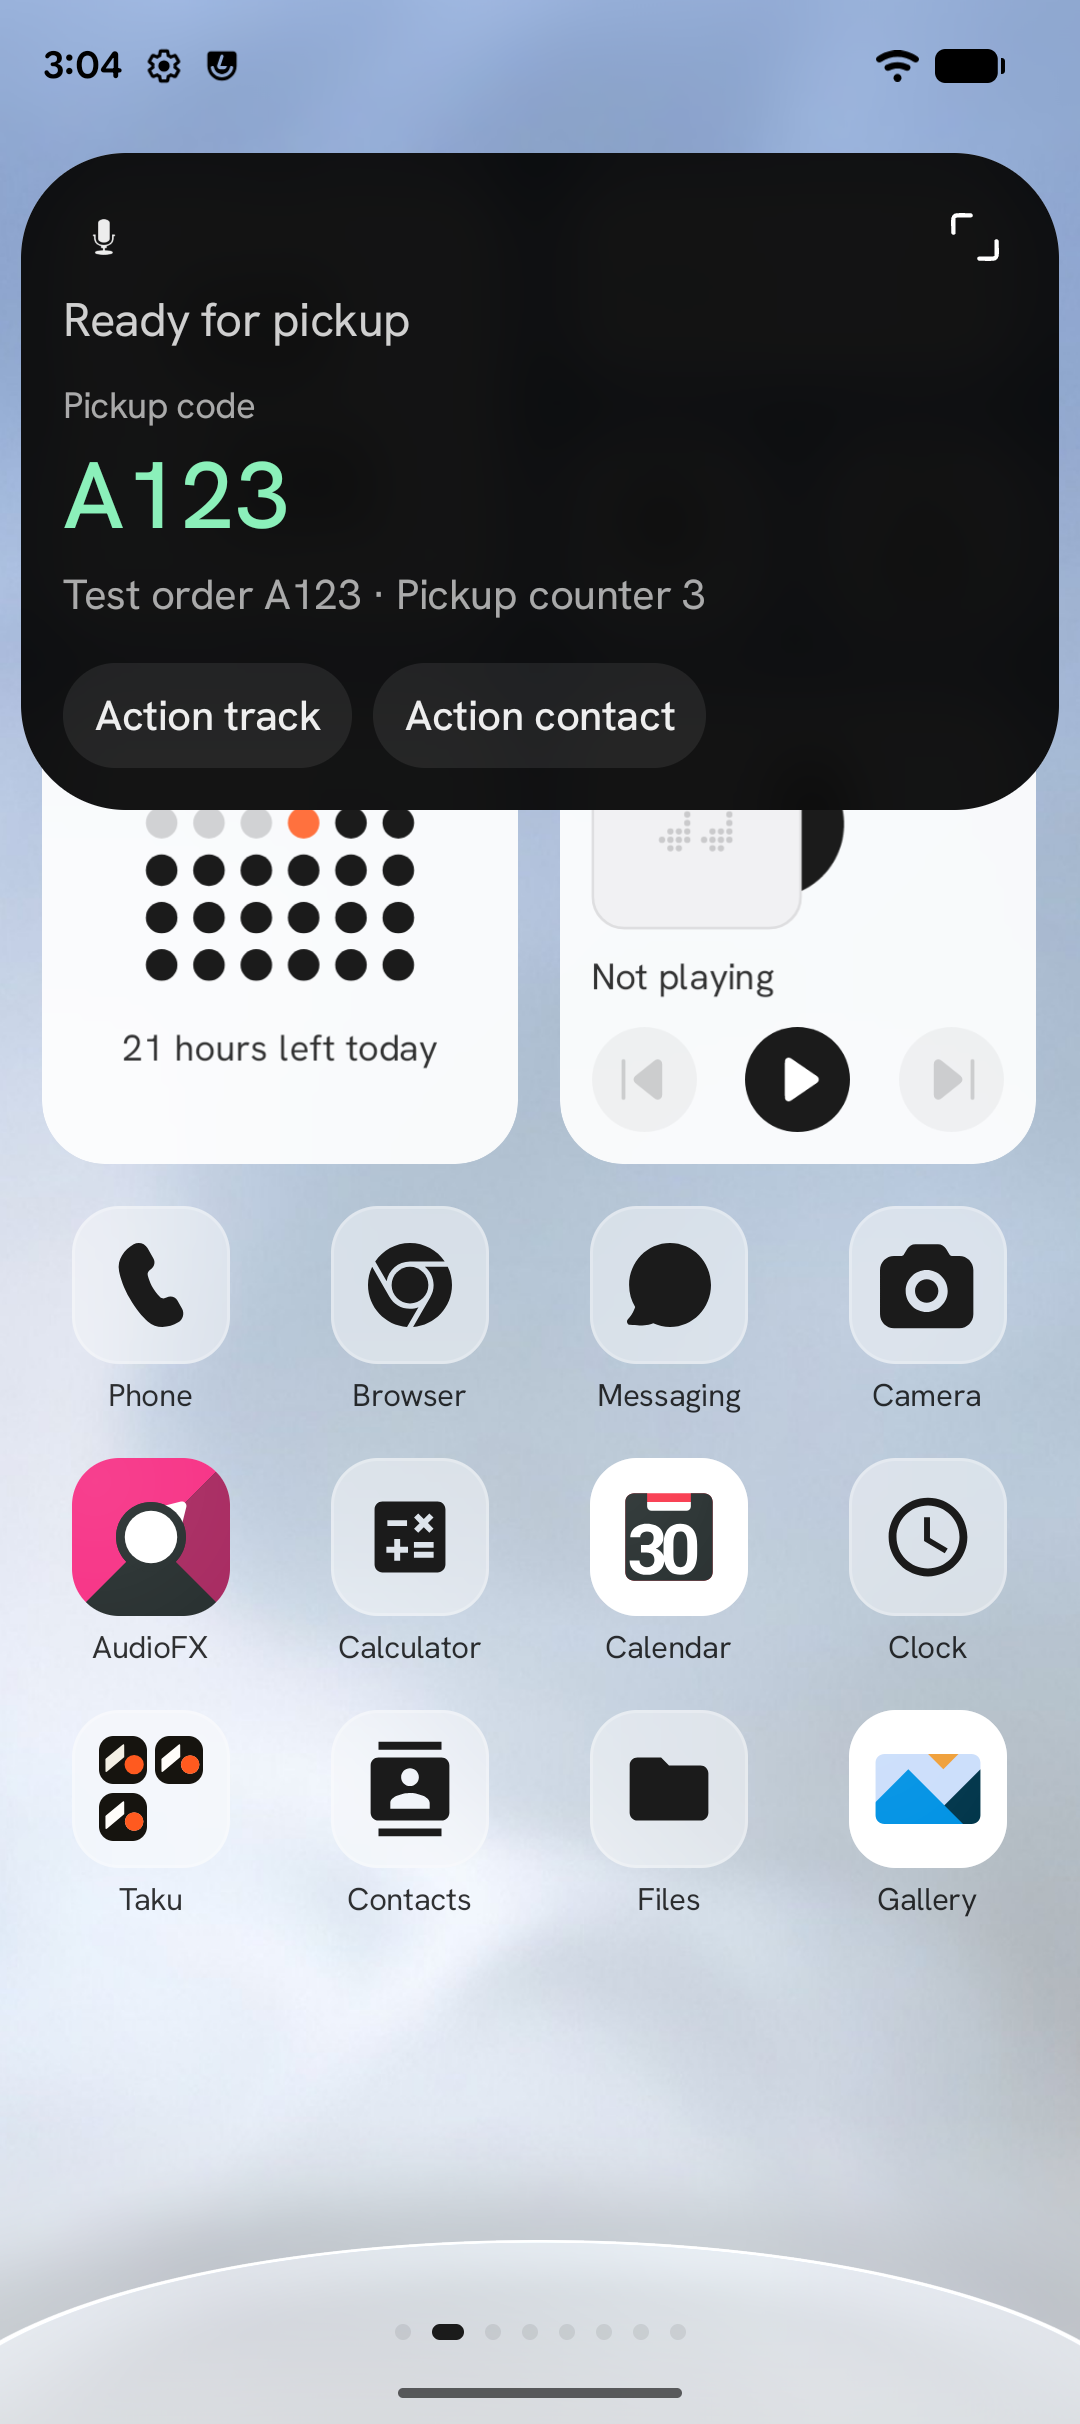 3:04
Ready for pickup
Pickup code
A123
Test order A123 · Pickup counter 3
Action track
Action contact
21 hours left today
Not playing
Phone
Browser
Messaging
Camera
AudioFX
Calculator
30
Calendar
Clock
Taku
Contacts
Files
Gallery